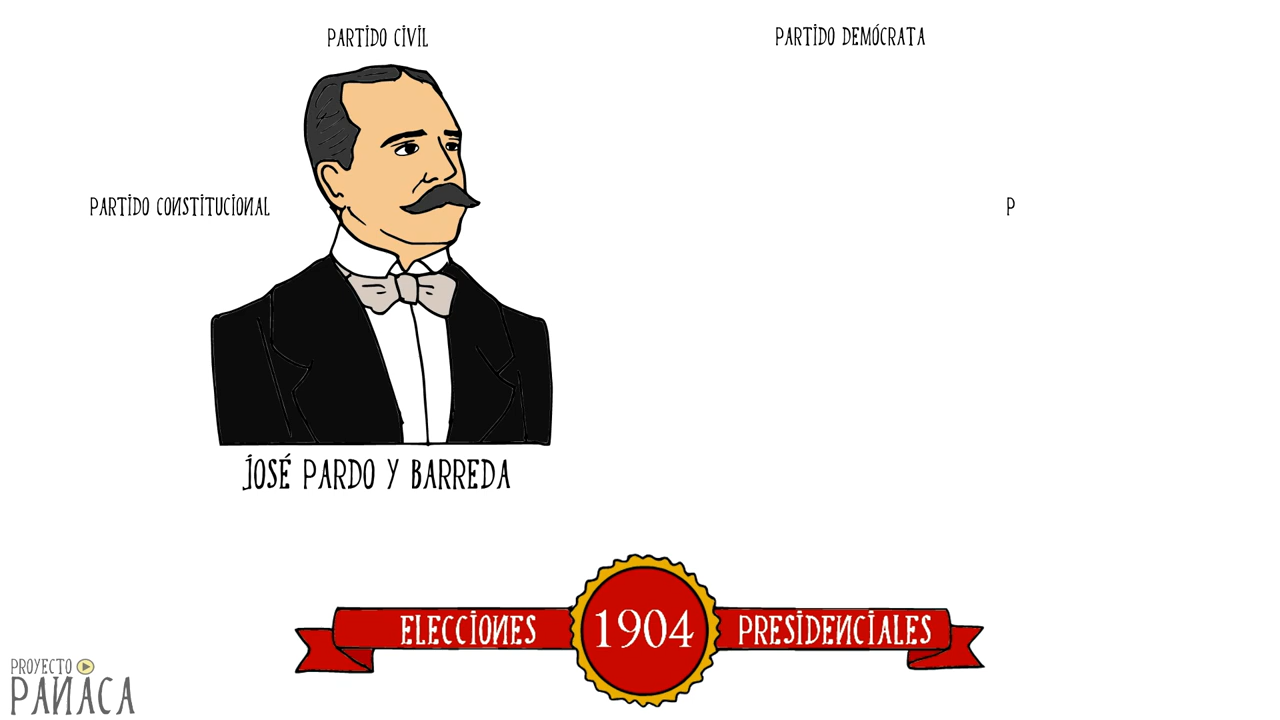 PARTIDO CIVIL
PARTIDO DEMÓCRATA
PARTIDO CONSTITUCIONAL
P
JOSÉ PARDO Y BARREDA
ELECCIONES 1904 PRESIDENCIALES
PROYECTO
PANACA